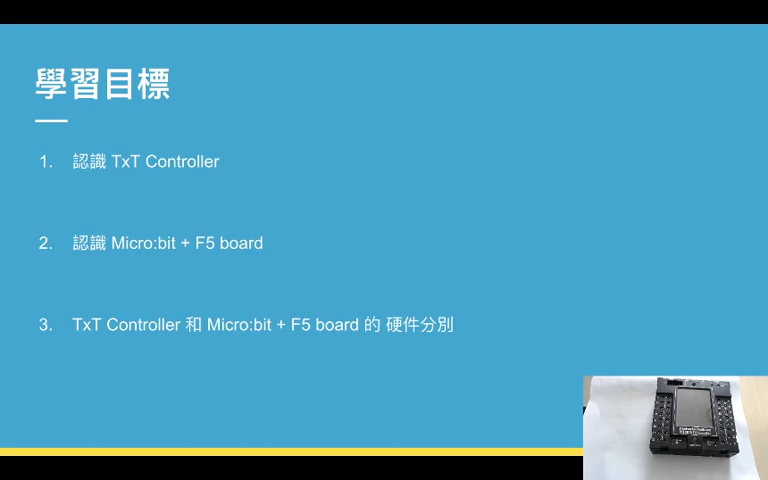 學習目標
1. 認識 TxT Controller
2. 認識 Micro:bit + F5 board
3. TxT Controller 和 Micro:bit + F5 board 的 硬件分別